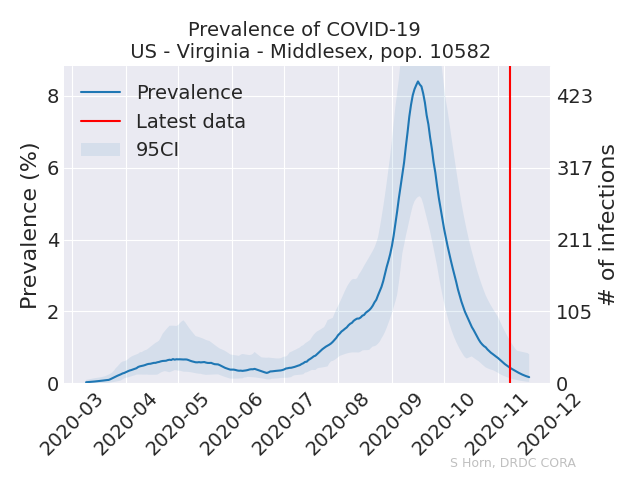 Prevalence of COVID-19
US - Virginia - Middlesex, pop. 10582
Prevalence
Latest data
95CI
Prevalence (%)
8
6
4
2
0
423
317
211
105
0
# of infections
2020-03
2020-04
2020-05
2020-06
2020-07
2020-08
2020-09
2020-10
2020-11
2020-12
S Horn, DRDC CORA